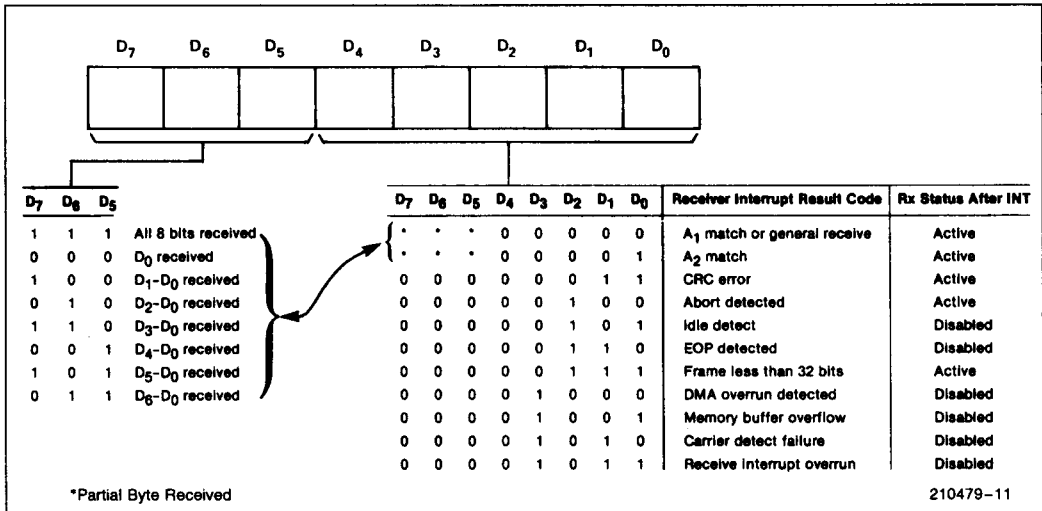 D7 D6 D5 D4 D3 D2 D1 D0
D7 D6 D5
1 1 1 All 8 bits received
0 0 0 D0 received
1 0 0 D1–D0 received
0 1 0 D2–D0 received
1 1 0 D3–D0 received
0 0 1 D4–D0 received
1 0 1 D5–D0 received
0 1 1 D6–D0 received
D7 D6 D5 D4 D3 D2 D1 D0 Receiver Interrupt Result Code Rx Status After INT
* * * 0 0 0 0 0 A1 match or general receive Active
* * * 0 0 0 0 1 A2 match Active
0 0 0 0 0 0 1 1 CRC error Active
0 0 0 0 0 1 0 0 Abort detected Active
0 0 0 0 0 1 0 1 Idle detect Disabled
0 0 0 0 0 1 1 0 EOP detected Disabled
0 0 0 0 0 1 1 1 Frame less than 32 bits Active
0 0 0 0 1 0 0 0 DMA overrun detected Disabled
0 0 0 0 1 0 0 1 Memory buffer overflow Disabled
0 0 0 0 1 0 1 0 Carrier detect failure Disabled
0 0 0 0 1 0 1 1 Receive Interrupt overrun Disabled
*Partial Byte Received
210479–11